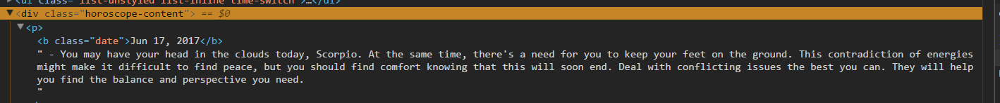 <ul class="list-unstyled list-inline time-switch">…</ul>
<div class="horoscope-content"> == $0
<p>
<b class="date">Jun 17, 2017</b>
" - You may have your head in the clouds today, Scorpio. At the same time, there's a need for you to keep your feet on the ground. This contradiction of energies
might make it difficult to find peace, but you should find comfort knowing that this will soon end. Deal with conflicting issues the best you can. They will help
you find the balance and perspective you need.
"